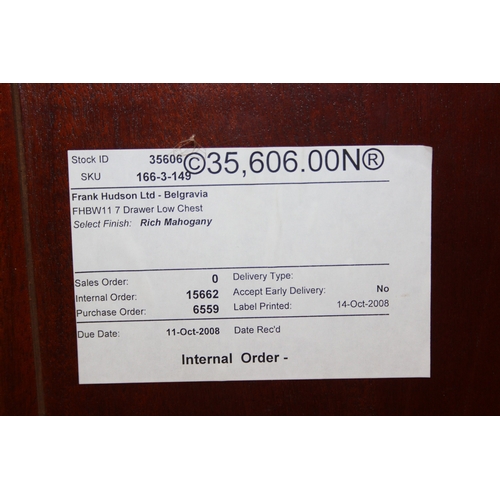 Stock ID 35606 ©35,606.00N®
SKU 166-3-149
Frank Hudson Ltd - Belgravia
FHBW11 7 Drawer Low Chest
Select Finish: Rich Mahogany
Sales Order: 0 Delivery Type:
Internal Order: 15662 Accept Early Delivery: No
Purchase Order: 6559 Label Printed: 14-Oct-2008
Due Date: 11-Oct-2008 Date Rec'd
Internal Order -